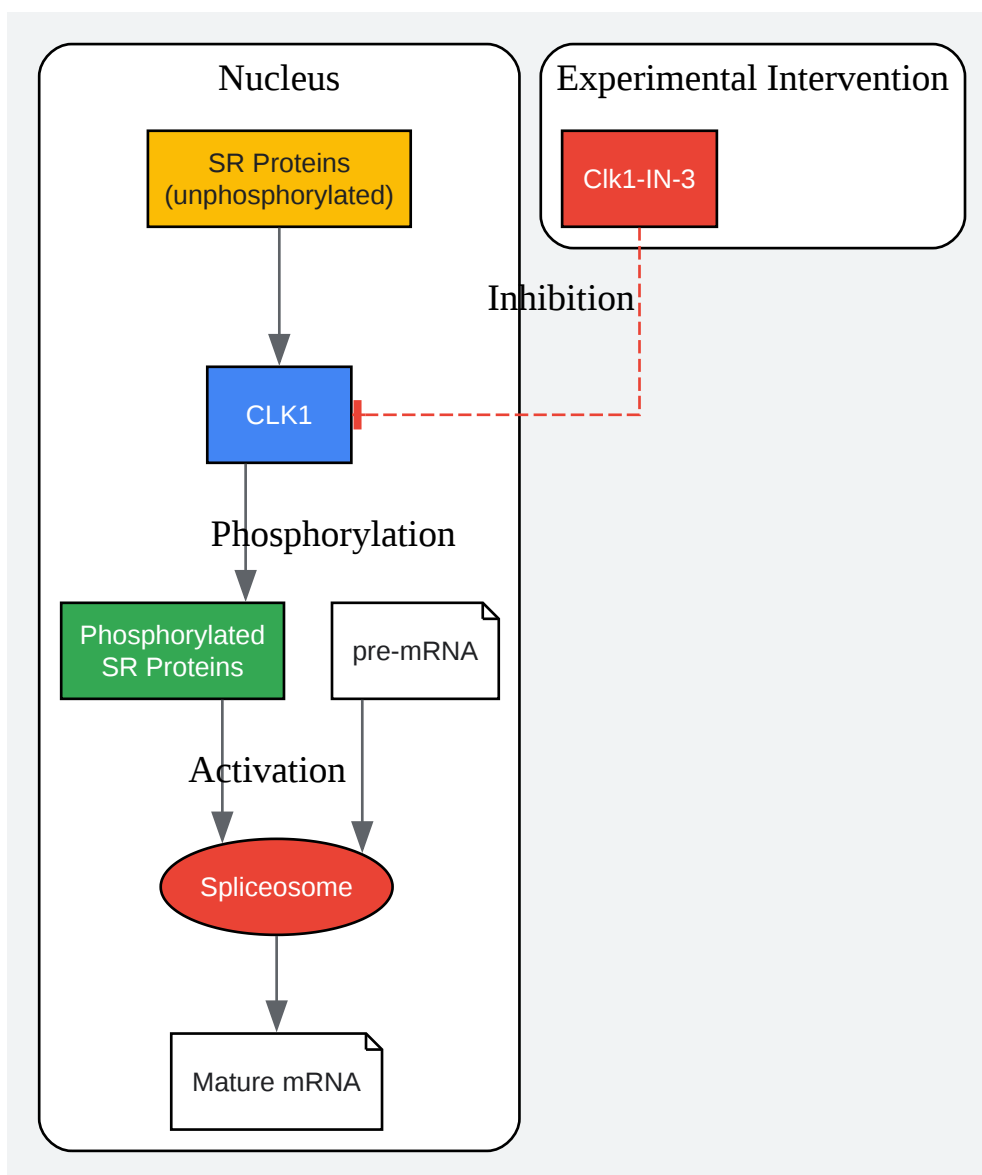 Nucleus
Experimental Intervention
SR Proteins
(unphosphorylated)
Clk1-IN-3
Inhibition
CLK1
Phosphorylation
Phosphorylated
SR Proteins
pre-mRNA
Activation
Spliceosome
Mature mRNA